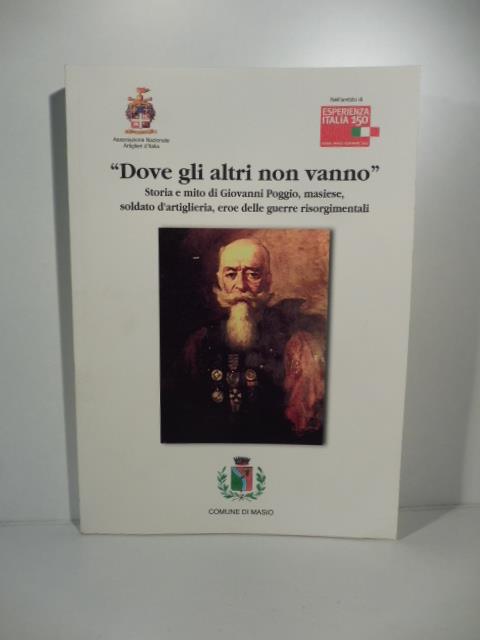 Associazione Nazionale
Artiglieri d'Italia
Nell'ambito di
ESPERIENZA
ITALIA 150
"Dove gli altri non vanno"
Storia e mito di Giovanni Poggio, masiese,
soldato d'artiglieria, eroe delle guerre risorgimentali
COMUNE DI MASIO